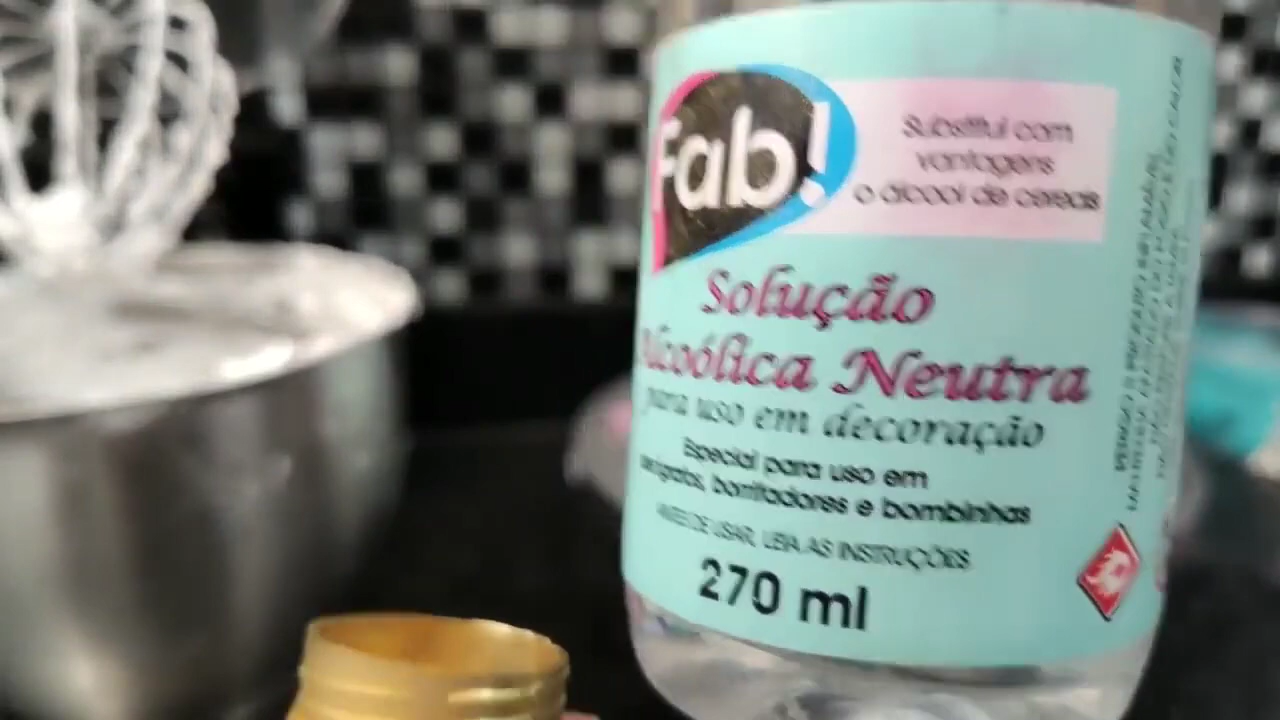 Fab!
Substitui com
vantagens
o álcool de cereais
Solução
Alcoólica Neutra
para uso em decoração
Especial para uso em
borrifadores e bombinhas
ANTES DE USAR, LEIA AS INSTRUÇÕES
270 ml